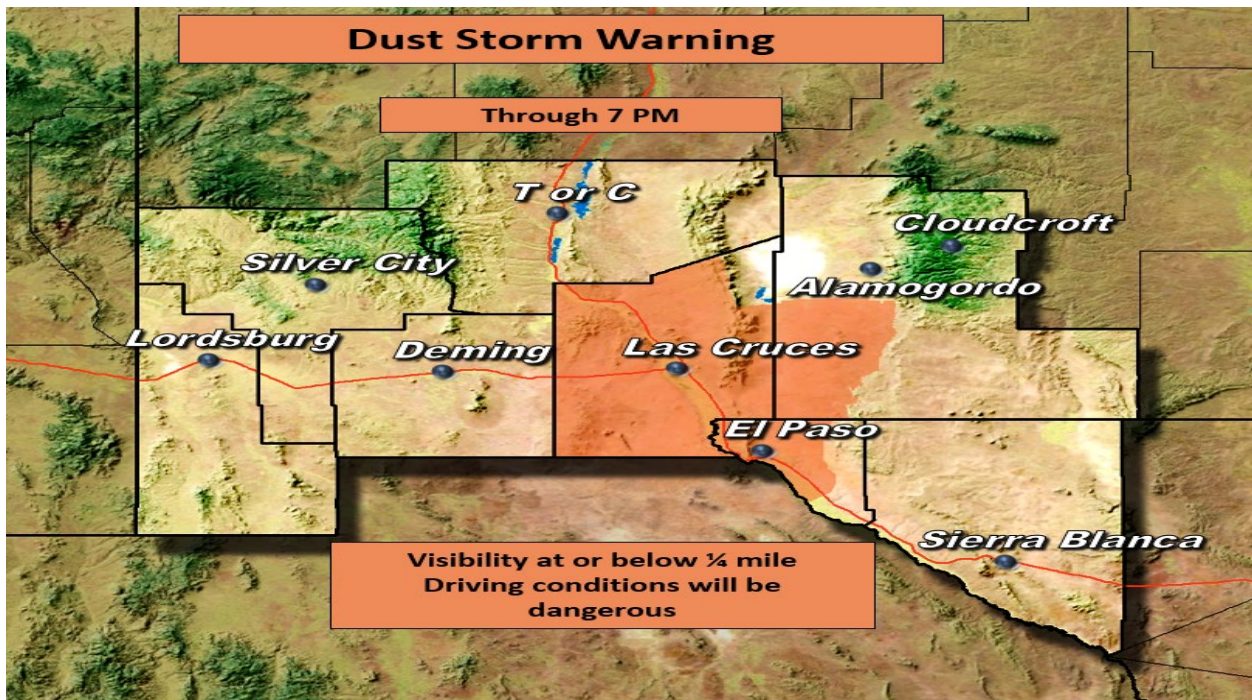 Dust Storm Warning
Through 7 PM
T or C
Cloudcroft
Silver City
Alamogordo
Lordsburg
Deming
Las Cruces
El Paso
Sierra Blanca
Visibility at or below ¼ mile
Driving conditions will be
dangerous